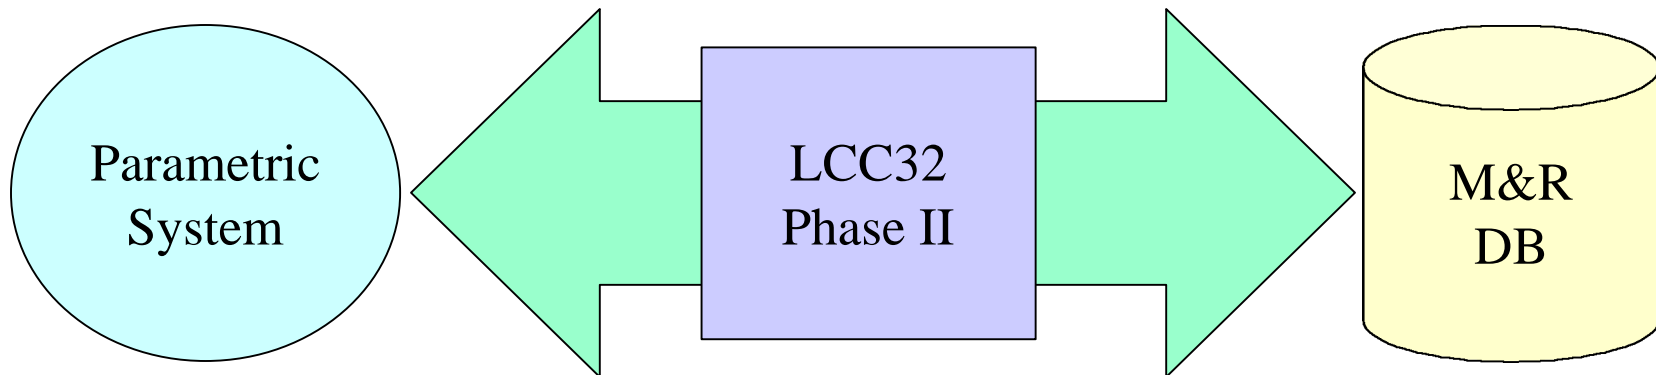 Parametric
System
LCC32
Phase II
M&R
DB